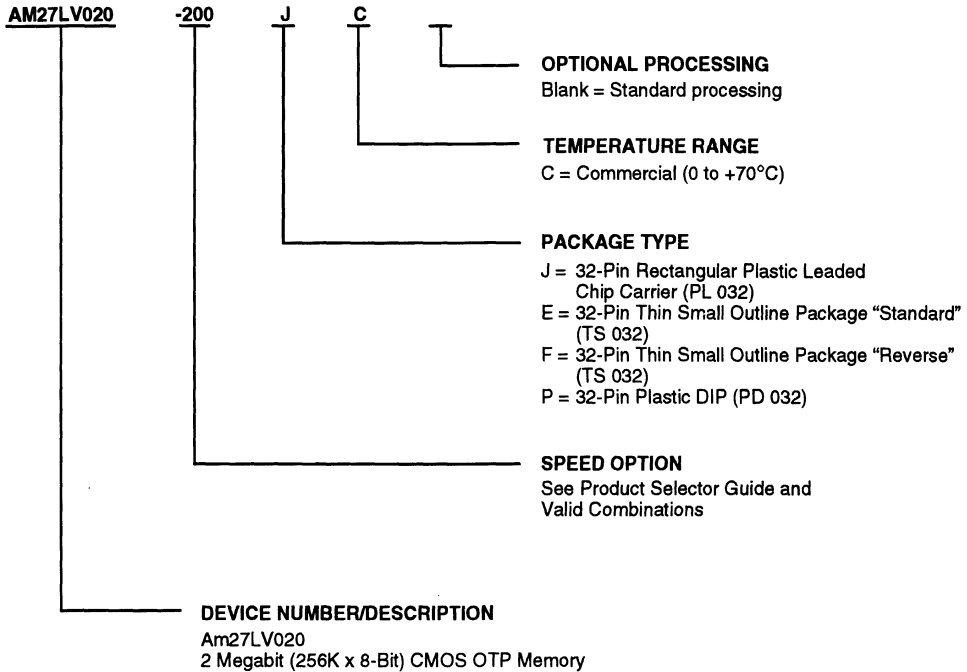 AM27LV020 -200 J C
OPTIONAL PROCESSING
Blank = Standard processing
TEMPERATURE RANGE
C = Commercial (0 to +70°C)
PACKAGE TYPE
J = 32-Pin Rectangular Plastic Leaded
Chip Carrier (PL 032)
E = 32-Pin Thin Small Outline Package “Standard”
(TS 032)
F = 32-Pin Thin Small Outline Package “Reverse”
(TS 032)
P = 32-Pin Plastic DIP (PD 032)
SPEED OPTION
See Product Selector Guide and
Valid Combinations
DEVICE NUMBER/DESCRIPTION
Am27LV020
2 Megabit (256K x 8-Bit) CMOS OTP Memory